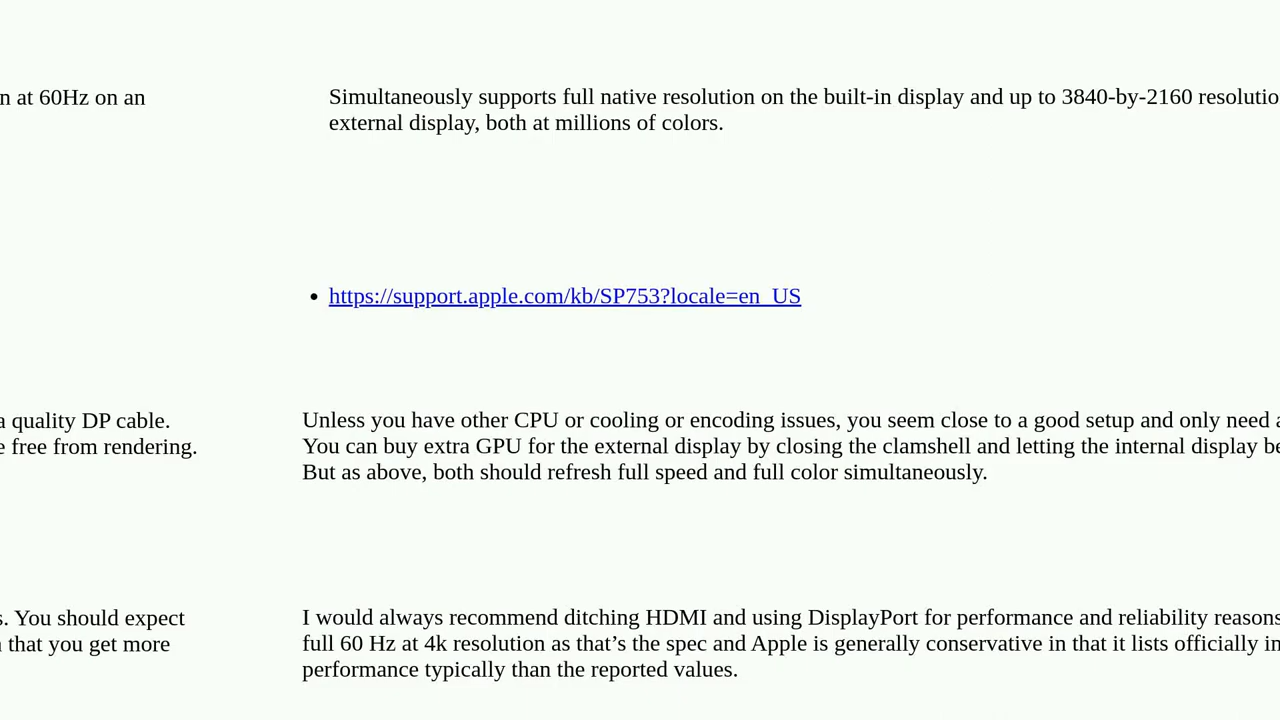 n at 60Hz on an
Simultaneously supports full native resolution on the built-in display and up to 3840-by-2160 resolutio
external display, both at millions of colors.
• https://support.apple.com/kb/SP753?locale=en_US
a quality DP cable.
e free from rendering.
Unless you have other CPU or cooling or encoding issues, you seem close to a good setup and only need a
You can buy extra GPU for the external display by closing the clamshell and letting the internal display be
But as above, both should refresh full speed and full color simultaneously.
s. You should expect
that you get more
I would always recommend ditching HDMI and using DisplayPort for performance and reliability reasons
full 60 Hz at 4k resolution as that’s the spec and Apple is generally conservative in that it lists officially in
performance typically than the reported values.